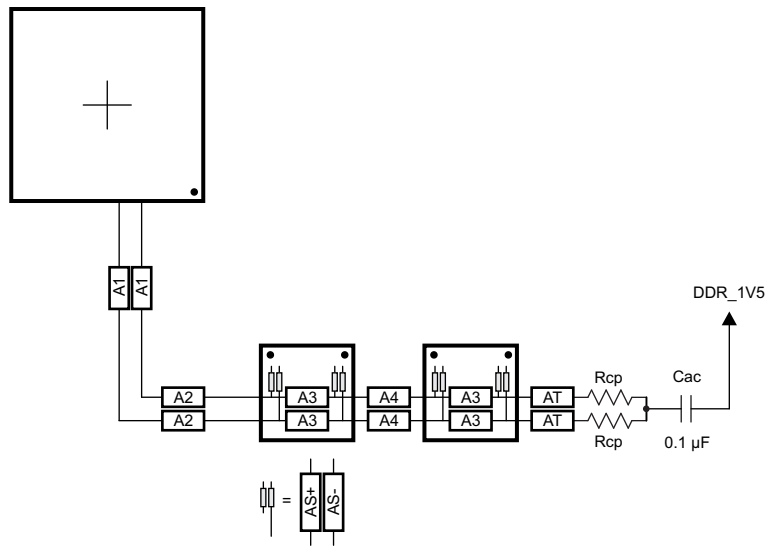 A1 A1
DDR_1V5
A2 A3 A4 A3 AT Rcp Cac
A2 A3 A4 A3 AT Rcp 0.1 µF
= AS+ AS-